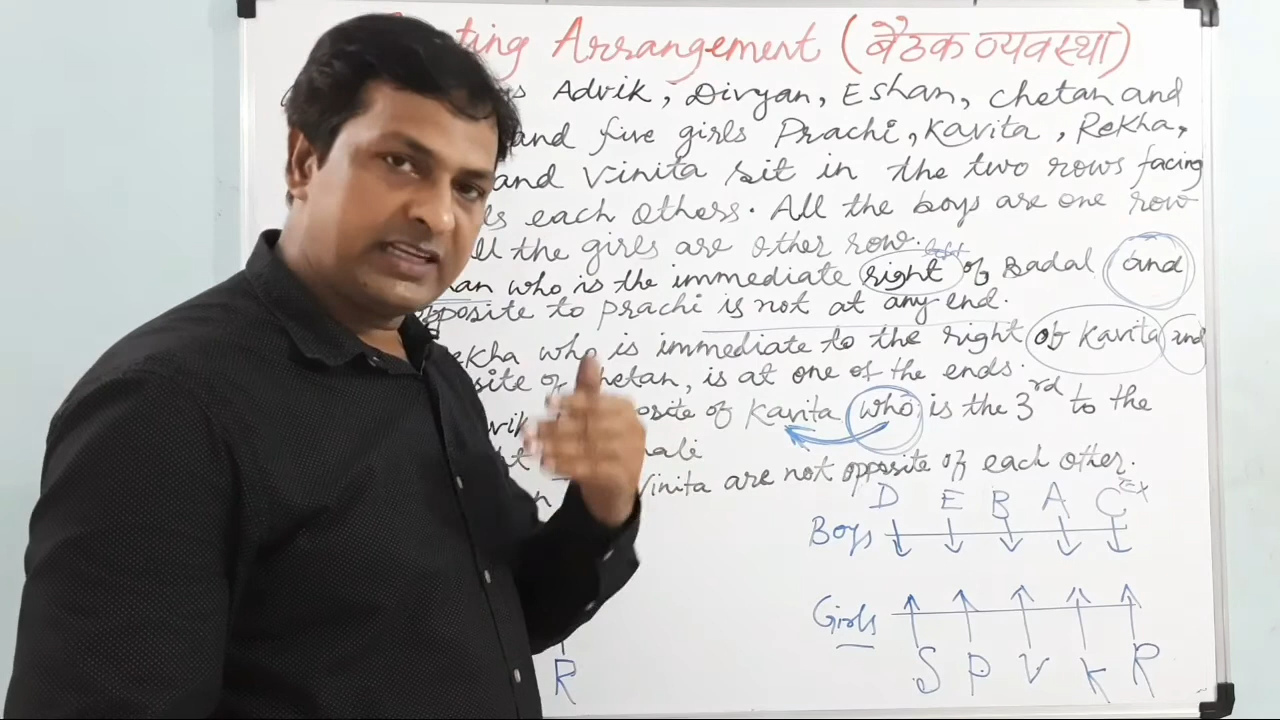 ting Arrangement (बैठक व्यवस्था)
Advik, Divyan, Eshan, Chetan and
and five girls Prachi, Kavita, Rekha,
and Vinita sit in the two rows facing
each others. All the boys are one row
ll the girls are other row.
left
han who is the immediate right of Badal and
opposite to Prachi is not at any end.
ekha who is immediate to the right of Kavita and
site of Chetan, is at one of the ends.
vik osite of Kavita who is the 3rd to the
ht ali
n Vinita are not opposite of each other.
D E B A C
Boys
Girls
S P V K R
R